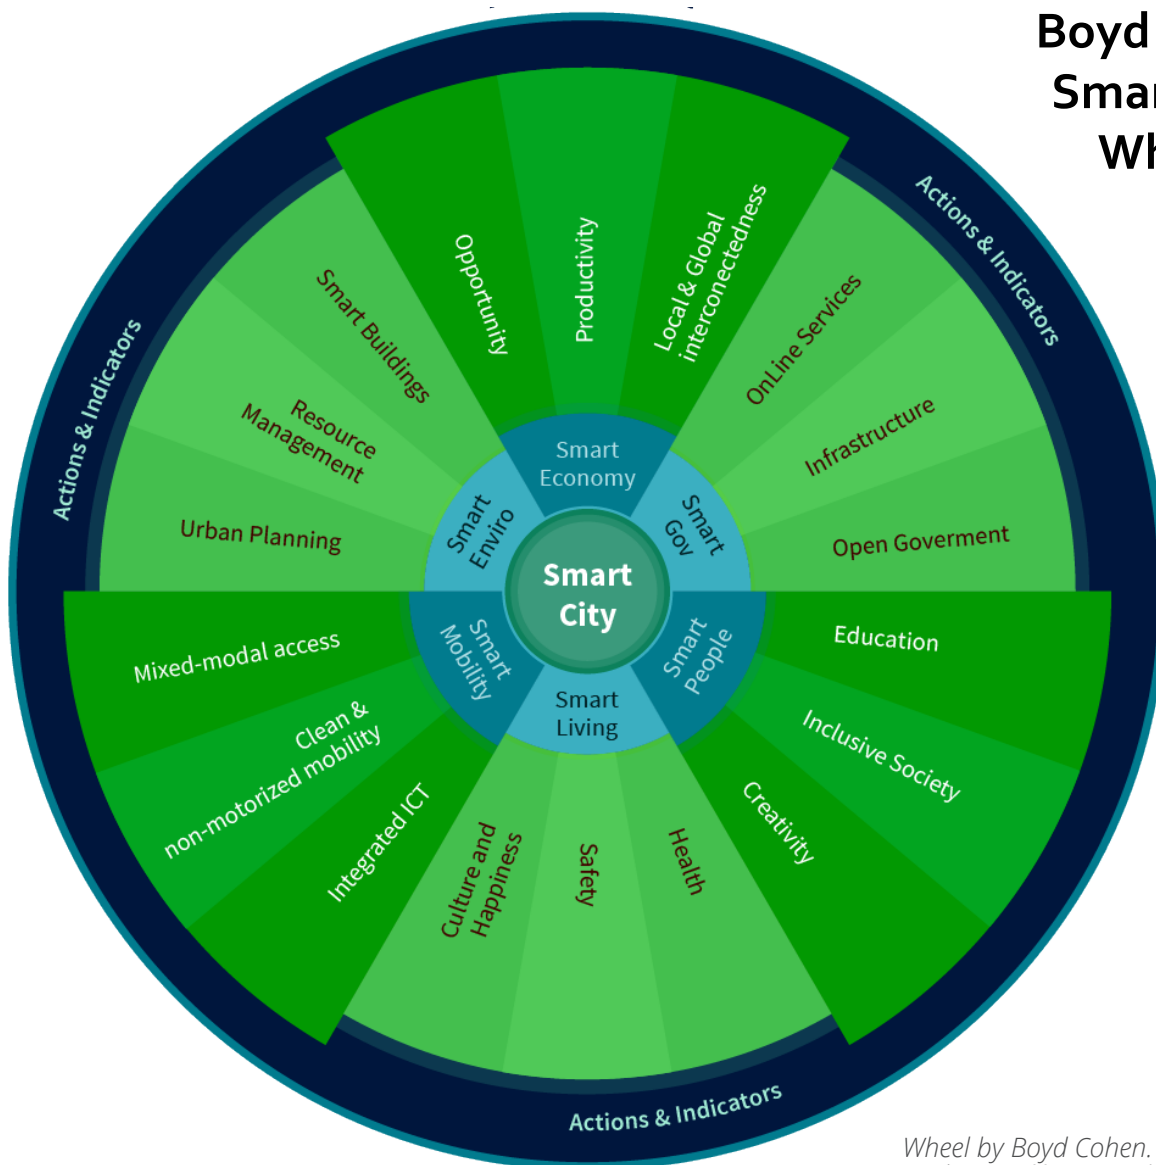 Boyd
Smar
Wh
Actions & Indicators
Actions & Indicators
Actions & Indicators
Opportunity
Productivity
Local & Global
interconectedness
OnLine Services
Infrastructure
Open Goverment
Education
Inclusive Society
Creativity
Health
Safety
Culture and
Happiness
Integrated ICT
Clean &
non-motorized mobility
Mixed-modal access
Urban Planning
Resource
Management
Smart Buildings
Smart
Economy
Smart
Gov
Smart
People
Smart
Living
Smart
Mobility
Smart
Enviro
Smart
City
Wheel by Boyd Cohen.